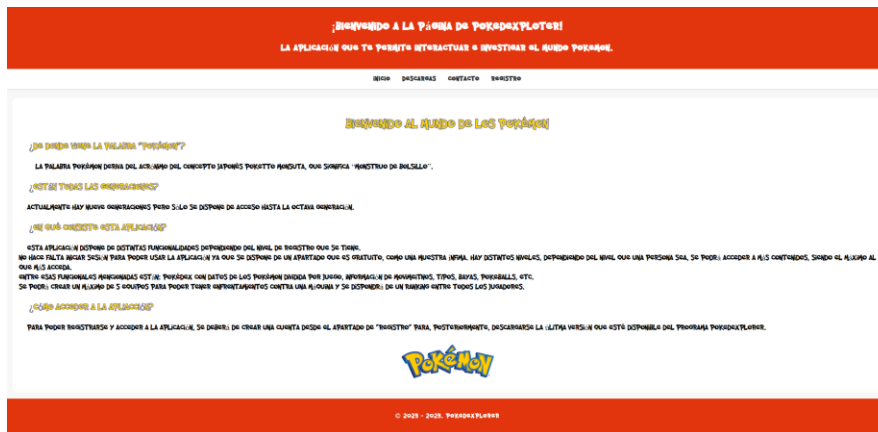 ¡Bienvenido a la Página de PokedexPloter!
La aplicación que te permite interactuar e investigar el mundo Pokemon.
Inicio Descargas Contacto Registro
Bienvenido al mundo de los Pokémon
¿De donde viene la palabra "Pokémon"?
La palabra Pokémon deriva del acrónimo del concepto japonés Poketto Monsuta, que significa "monstruo de bolsillo".
¿Están todas las generaciones?
Actualmente hay nueve generaciones pero sólo se dispone de acceso hasta la octava generación.
¿En qué consiste esta aplicación?
Esta aplicación dispone de distintas funcionalidades dependiendo del nivel de registro que se tiene.
No hace falta iniciar sesión para poder usar la aplicación ya que se dispone de un apartado que es gratuito, como una muestra ínfima. Hay distintos niveles, dependiendo del nivel que una persona sea, se podrá acceder a más contenidos, siendo el máximo al
que más acceda.
Entre esas funcionales mencionadas están: Pokédex con datos de los Pokémon dividida por juego, información de movimeitnos, tipos, bayas, pokeballs, etc.
Se podrá crear un máximo de 5 equipos para poder tener enfrentamientos contra una máquina y se dispondrá de un ranking entre todos los jugadores.
¿Cómo acceder a la aplicación?
Para poder registrarse y acceder a la aplicación, se deberá de crear una cuenta desde el apartado de "Registro" para, posteriormente, descargarse la úlitma versión que esté disponible del programa PokedexPlorer.
Pokémon
© 2023 - 2025. PokedexPlorer